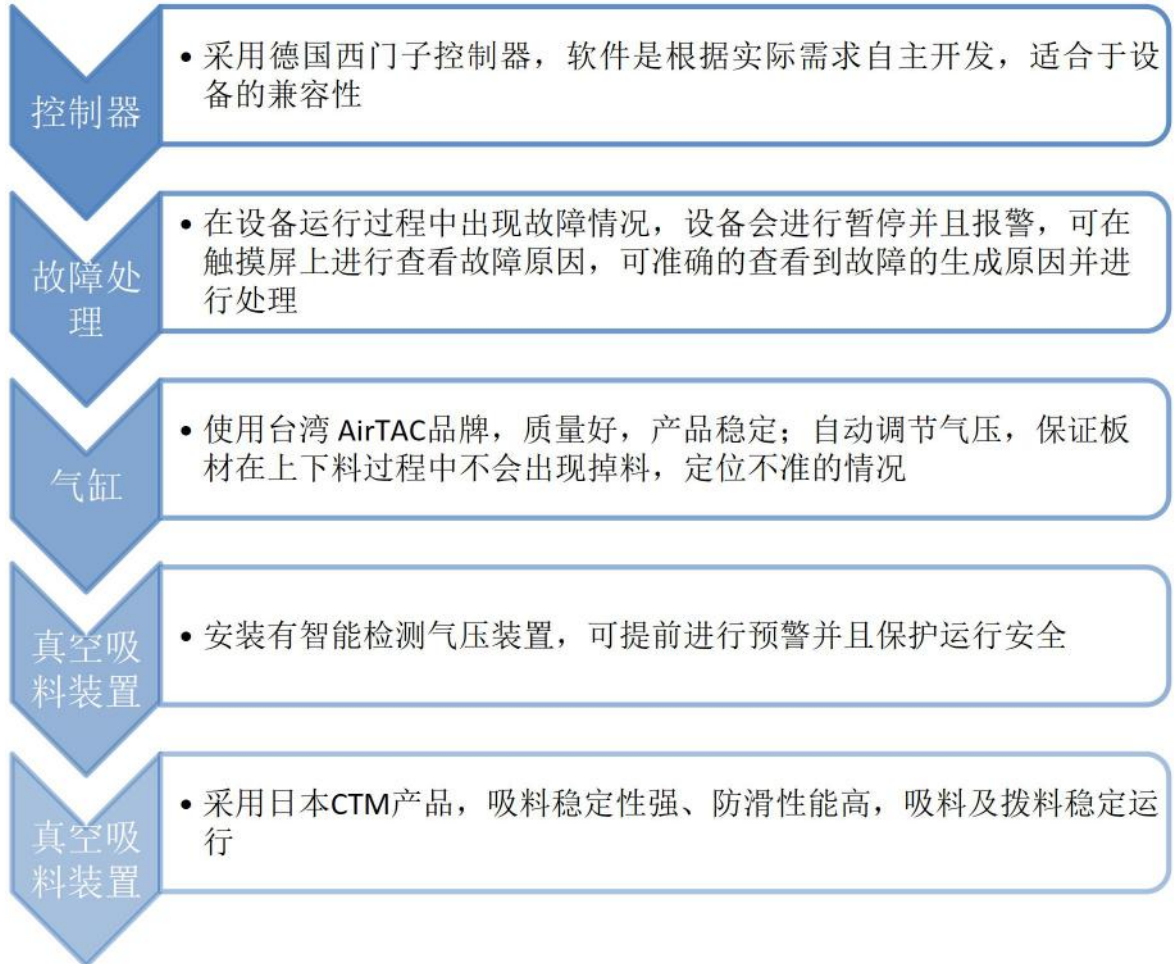 控制器
• 采用德国西门子控制器，软件是根据实际需求自主开发，适合于设
备的兼容性
故障处
理
• 在设备运行过程中出现故障情况，设备会进行暂停并且报警，可在
触摸屏上进行查看故障原因，可准确的查看到故障的生成原因并进
行处理
气缸
• 使用台湾 AirTAC品牌，质量好，产品稳定；自动调节气压，保证板
材在上下料过程中不会出现掉料，定位不准的情况
真空吸
料装置
• 安装有智能检测气压装置，可提前进行预警并且保护运行安全
真空吸
料装置
• 采用日本CTM产品，吸料稳定性强、防滑性能高，吸料及拨料稳定运
行